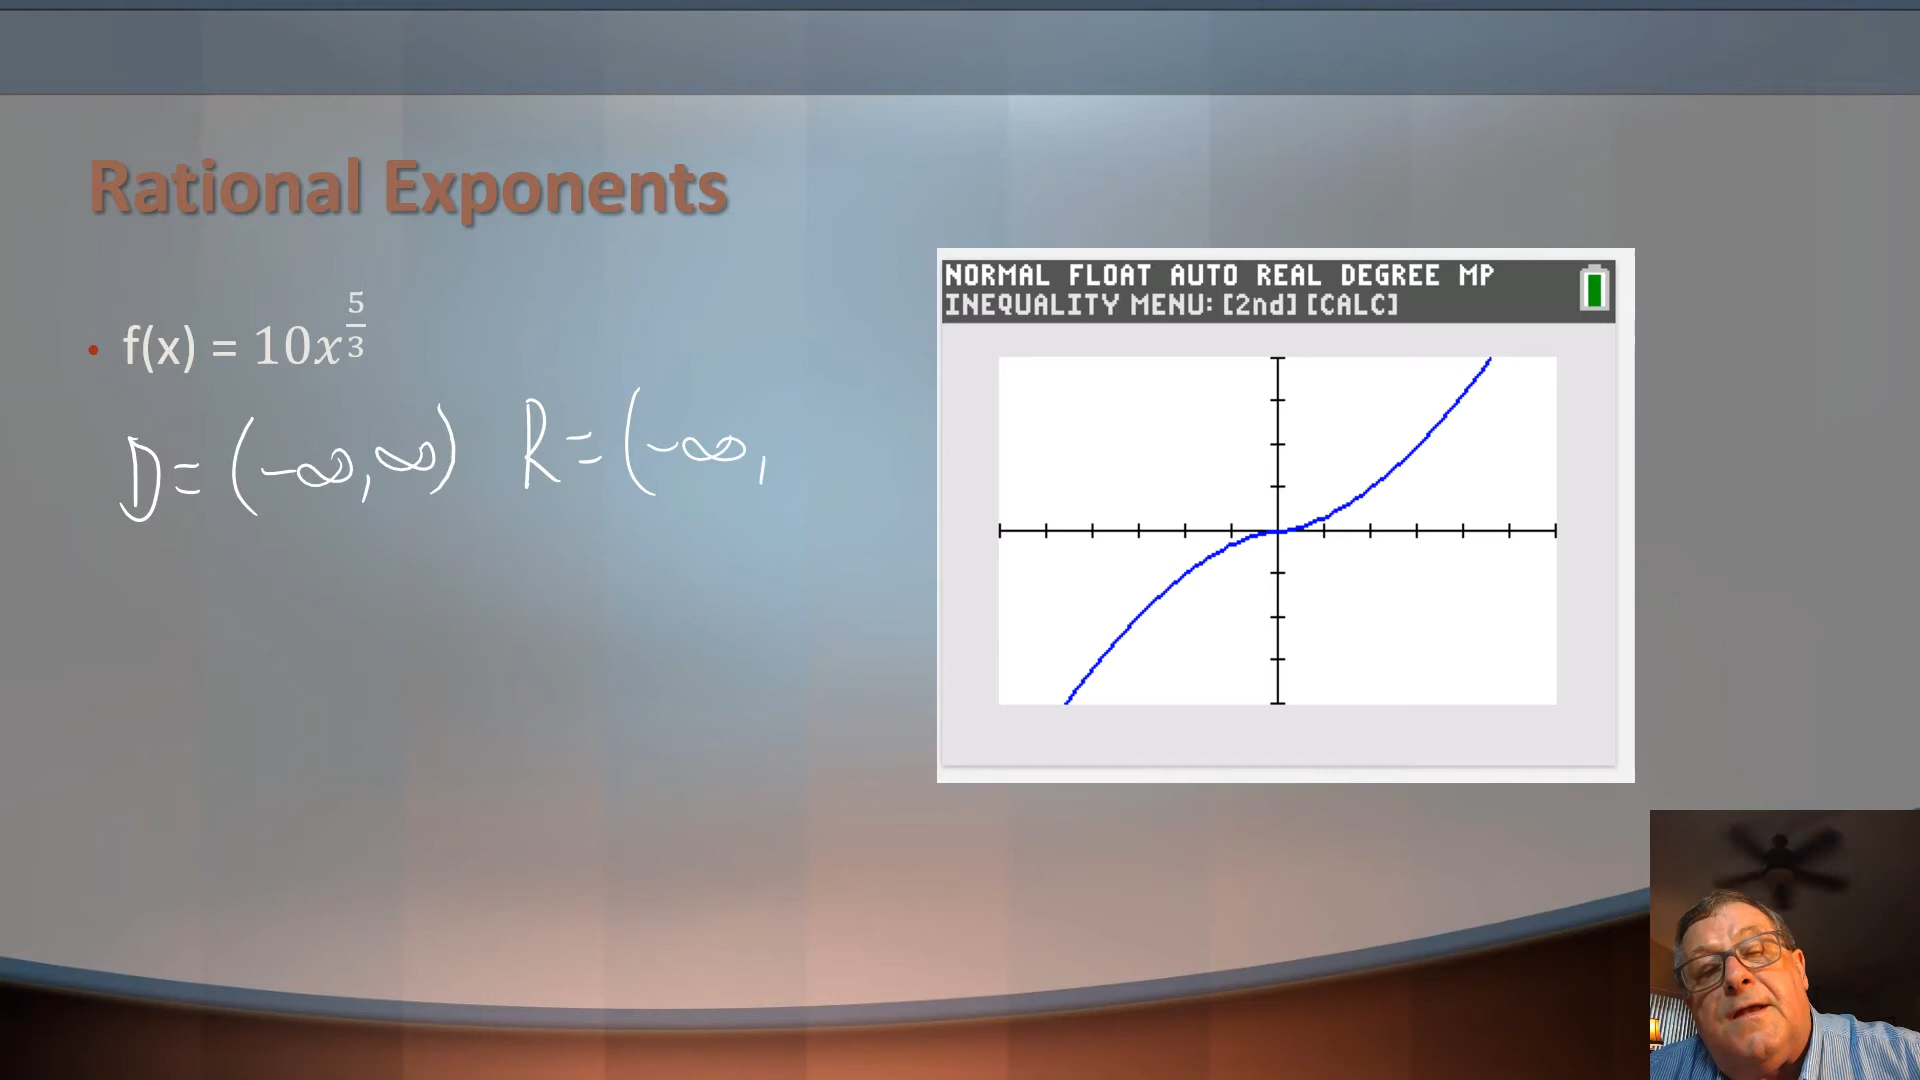 Rational Exponents
• f(x) = 10x^(5/3)
D = (-∞, ∞) R = (-∞,
NORMAL FLOAT AUTO REAL DEGREE MP
INEQUALITY MENU: [2nd] [CALC]